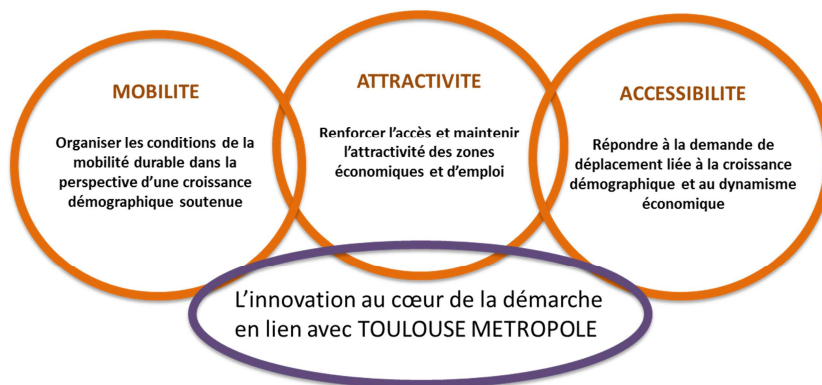 MOBILITE
Organiser les conditions de la
mobilité durable dans la
perspective d'une croissance
démographique soutenue
ATTRACTIVITE
Renforcer l'accès et maintenir
l'attractivité des zones
économiques et d'emploi
ACCESSIBILITE
Répondre à la demande de
déplacement liée à la croissance
démographique et au dynamisme
économique
L'innovation au cœur de la démarche
en lien avec TOULOUSE METROPOLE